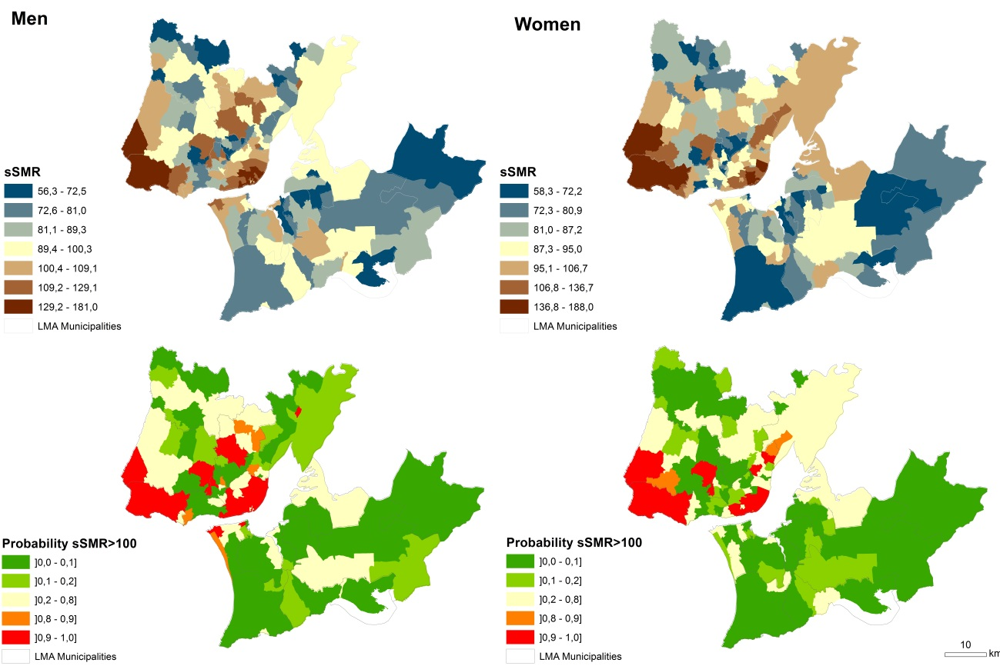 Men
Women
sSMR
56,3 - 72,5
72,6 - 81,0
81,1 - 89,3
89,4 - 100,3
100,4 - 109,1
109,2 - 129,1
129,2 - 181,0
LMA Municipalities
sSMR
58,3 - 72,2
72,3 - 80,9
81,0 - 87,2
87,3 - 95,0
95,1 - 106,7
106,8 - 136,7
136,8 - 188,0
LMA Municipalities
Probability sSMR>100
]0,0 - 0,1]
]0,1 - 0,2]
]0,2 - 0,8]
]0,8 - 0,9]
]0,9 - 1,0]
LMA Municipalities
Probability sSMR>100
]0,0 - 0,1]
]0,1 - 0,2]
]0,2 - 0,8]
]0,8 - 0,9]
]0,9 - 1,0]
LMA Municipalities
10
km